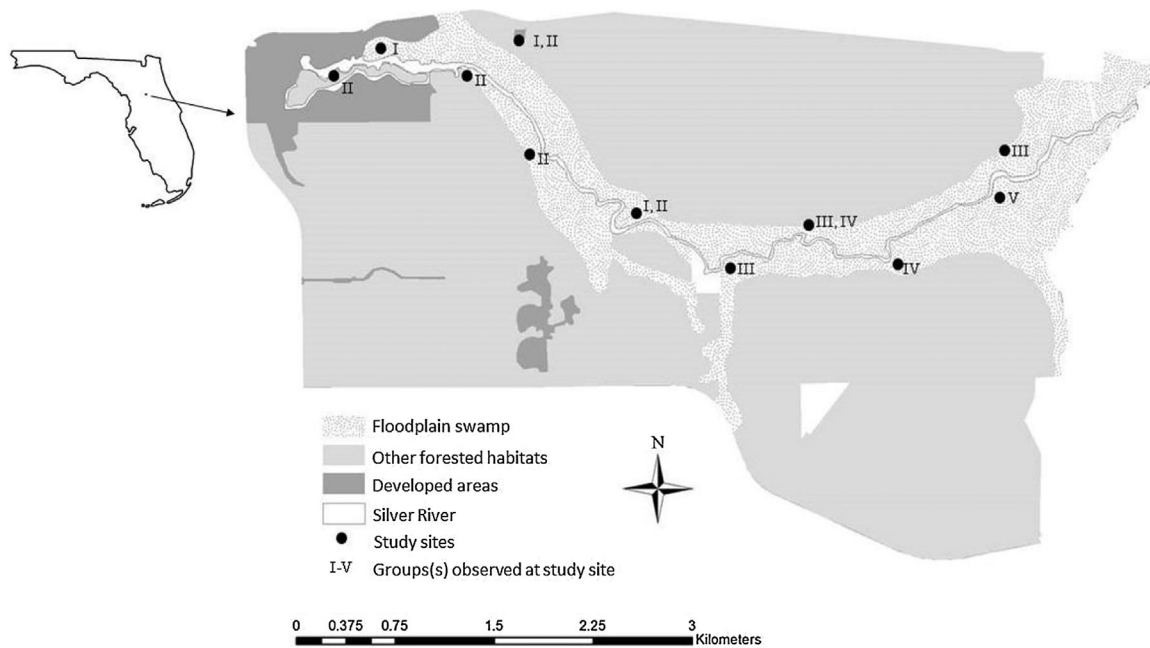 I
I, II
II
II
II
I, II
III
V
III, IV
III
IV
Floodplain swamp
Other forested habitats
Developed areas
Silver River
Study sites
I-V Groups(s) observed at study site
N
0 0.375 0.75 1.5 2.25 3
Kilometers